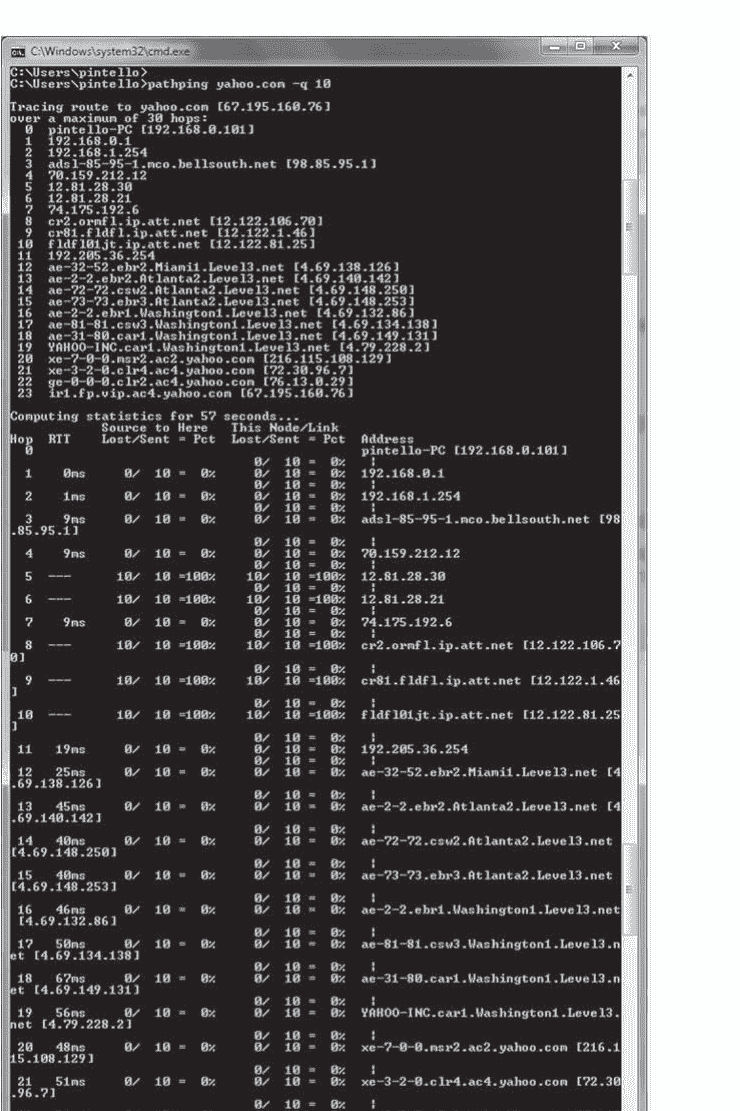 C:\Windows\system32\cmd.exe
C:\Users\pintello>
C:\Users\pintello>pathping yahoo.com -q 10
Tracing route to yahoo.com [67.195.160.76]
over a maximum of 30 hops:
0 pintello-PC [192.168.0.101]
1 192.168.0.1
2 192.168.1.254
3 adsl-85-95-1.mco.bellsouth.net [98.85.95.1]
4 70.159.212.12
5 12.81.28.30
6 12.81.28.21
7 74.175.192.6
8 cr2.ormfl.ip.att.net [12.122.106.70]
9 cr81.fldfl.ip.att.net [12.122.1.46]
10 fldfl01jt.ip.att.net [12.122.81.25]
11 192.205.36.254
12 ae-32-52.ebr2.Miami1.Level3.net [4.69.138.126]
13 ae-2-2.ebr2.Atlanta2.Level3.net [4.69.140.142]
14 ae-72-72.csw2.Atlanta2.Level3.net [4.69.148.250]
15 ae-73-73.ebr3.Atlanta2.Level3.net [4.69.148.253]
16 ae-2-2.ebr1.Washington1.Level3.net [4.69.132.86]
17 ae-81-81.csw3.Washington1.Level3.net [4.69.134.138]
18 ae-31-80.car1.Washington1.Level3.net [4.69.149.131]
19 YAHOO-INC.car1.Washington1.Level3.net [4.79.228.2]
20 xe-7-0-0.msr2.ac2.yahoo.com [216.115.108.129]
21 xe-3-2-0.clr4.ac4.yahoo.com [72.30.96.7]
22 ge-0-0-0.clr2.ac4.yahoo.com [76.13.0.29]
23 ir1.fp.vip.ac4.yahoo.com [67.195.160.76]
Computing statistics for 57 seconds...
Source to Here This Node/Link
Hop RTT Lost/Sent = Pct Lost/Sent = Pct Address
0 pintello-PC [192.168.0.101]
0/ 10 = 0% |
1 0ms 0/ 10 = 0% 0/ 10 = 0% 192.168.0.1
0/ 10 = 0% |
2 1ms 0/ 10 = 0% 0/ 10 = 0% 192.168.1.254
0/ 10 = 0% |
3 9ms 0/ 10 = 0% 0/ 10 = 0% adsl-85-95-1.mco.bellsouth.net [98
.85.95.1]
0/ 10 = 0% |
4 9ms 0/ 10 = 0% 0/ 10 = 0% 70.159.212.12
0/ 10 = 0% |
5 --- 10/ 10 =100% 10/ 10 =100% 12.81.28.30
0/ 10 = 0% |
6 --- 10/ 10 =100% 10/ 10 =100% 12.81.28.21
0/ 10 = 0% |
7 9ms 0/ 10 = 0% 0/ 10 = 0% 74.175.192.6
0/ 10 = 0% |
8 --- 10/ 10 =100% 10/ 10 =100% cr2.ormfl.ip.att.net [12.122.106.7
0]
0/ 10 = 0% |
9 --- 10/ 10 =100% 10/ 10 =100% cr81.fldfl.ip.att.net [12.122.1.46
]
0/ 10 = 0% |
10 --- 10/ 10 =100% 10/ 10 =100% fldfl01jt.ip.att.net [12.122.81.25
]
0/ 10 = 0% |
11 19ms 0/ 10 = 0% 0/ 10 = 0% 192.205.36.254
0/ 10 = 0% |
12 25ms 0/ 10 = 0% 0/ 10 = 0% ae-32-52.ebr2.Miami1.Level3.net [4
.69.138.126]
0/ 10 = 0% |
13 45ms 0/ 10 = 0% 0/ 10 = 0% ae-2-2.ebr2.Atlanta2.Level3.net [4
.69.140.142]
0/ 10 = 0% |
14 40ms 0/ 10 = 0% 0/ 10 = 0% ae-72-72.csw2.Atlanta2.Level3.net
[4.69.148.250]
0/ 10 = 0% |
15 40ms 0/ 10 = 0% 0/ 10 = 0% ae-73-73.ebr3.Atlanta2.Level3.net
[4.69.148.253]
0/ 10 = 0% |
16 46ms 0/ 10 = 0% 0/ 10 = 0% ae-2-2.ebr1.Washington1.Level3.net
[4.69.132.86]
0/ 10 = 0% |
17 50ms 0/ 10 = 0% 0/ 10 = 0% ae-81-81.csw3.Washington1.Level3.n
et [4.69.134.138]
0/ 10 = 0% |
18 67ms 0/ 10 = 0% 0/ 10 = 0% ae-31-80.car1.Washington1.Level3.n
et [4.69.149.131]
0/ 10 = 0% |
19 56ms 0/ 10 = 0% 0/ 10 = 0% YAHOO-INC.car1.Washington1.Level3.
net [4.79.228.2]
0/ 10 = 0% |
20 48ms 0/ 10 = 0% 0/ 10 = 0% xe-7-0-0.msr2.ac2.yahoo.com [216.1
15.108.129]
0/ 10 = 0% |
21 51ms 0/ 10 = 0% 0/ 10 = 0% xe-3-2-0.clr4.ac4.yahoo.com [72.30
.96.7]
0/ 10 = 0% |